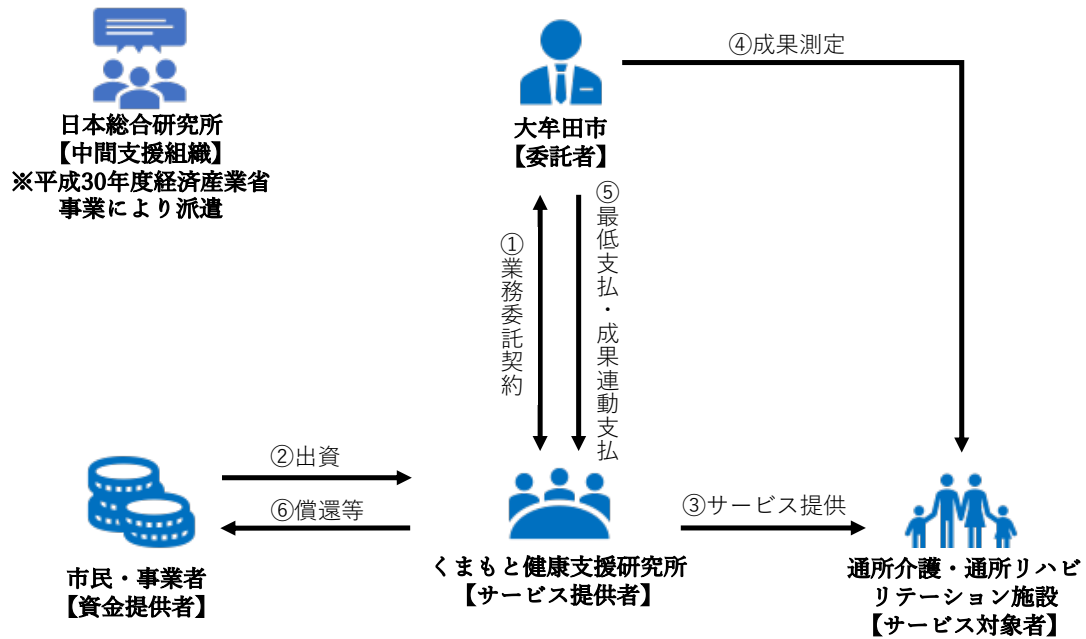 日本総合研究所
【中間支援組織】
※平成30年度経済産業省
事業により派遣
大牟田市
【委託者】
④成果測定
①業務委託契約
⑤最低支払・成果連動支払
②出資
⑥償還等
③サービス提供
市民・事業者
【資金提供者】
くまもと健康支援研究所
【サービス提供者】
通所介護・通所リハビ
リテーション施設
【サービス対象者】